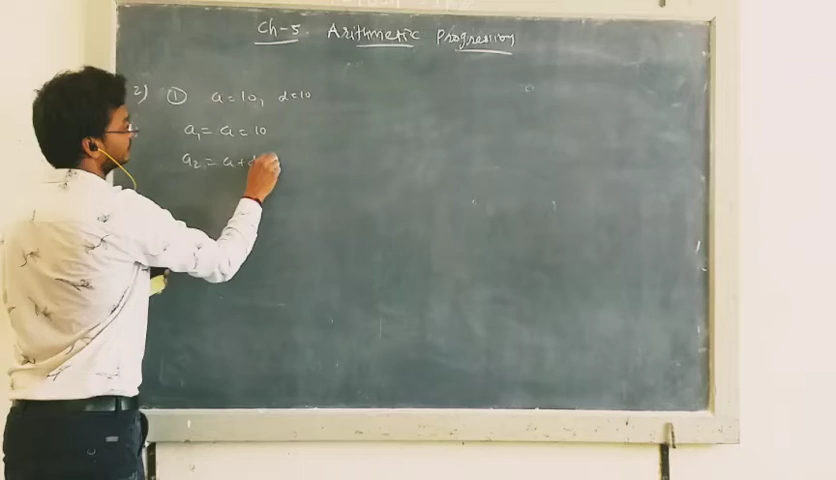 Ch-5. Arithmetic Progression
2) ① a = 10, d = 10
a₁ = a = 10
a₂ = a + d